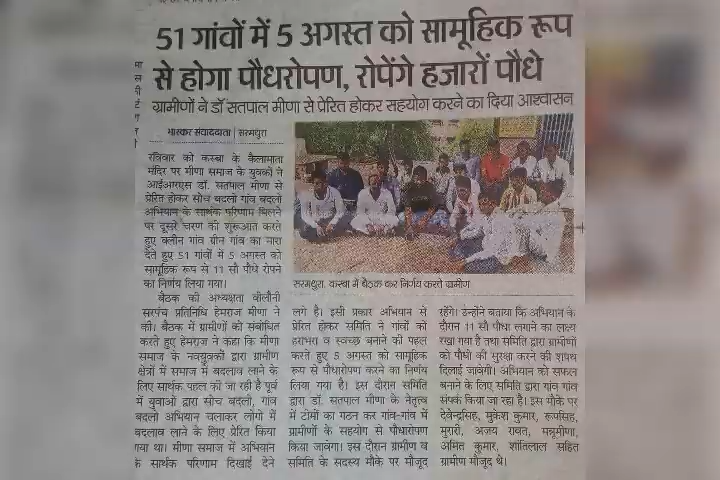 51 गांवों में 5 अगस्त को सामूहिक रूप
से होगा पौधरोपण, रोपेंगे हजारों पौधे
ग्रामीणों ने डॉ सतपाल मीणा से प्रेरित होकर सहयोग करने का दिया आश्वासन
भास्कर संवाददाता | सरमथुरा
रविवार को कस्बा के कैलामाता
मंदिर पर मीणा समाज के युवकों ने
आईआरएस डॉ. सतपाल मीणा से
प्रेरित होकर सोच बदलो गांव बदलो
अभियान के सार्थक परिणाम मिलने
पर दूसरे चरण की शुरूआत करते
हुए क्लीन गांव ग्रीन गांव का नारा
देते हुए 51 गांवों में 5 अगस्त को
सामूहिक रूप से 11 सौ पौधे रोपने
का निर्णय लिया गया।
बैठक की अध्यक्षता धौलीनी
सरपंच प्रतिनिधि हेमराज मीणा ने
की। बैठक में ग्रामीणों को संबोधित
करते हुए हेमराज ने कहा कि मीणा
समाज के नवयुवकों द्वारा ग्रामीण
क्षेत्रों में समाज में बदलाव लाने के
लिए सार्थक पहल की जा रही है पूर्व
में युवाओं द्वारा सोच बदलो, गांव
बदलो अभियान चलाकर लोगों में
बदलाव लाने के लिए प्रेरित किया
गया था। मीणा समाज में अभियान
के सार्थक परिणाम दिखाई देने
सरमथुरा. कस्बा में बैठक कर निर्णय करते ग्रामीण
लगे है। इसी प्रकार अभियान से
प्रेरित होकर समिति ने गांवों को
हराभरा व स्वच्छ बनाने की पहल
करते हुए 5 अगस्त को सामूहिक
रूप से पौधारोपण करने का निर्णय
लिया गया है। इस दौरान समिति
द्वारा डॉ. सतपाल मीणा के नेतृत्व
में टीमों का गठन कर गांव-गांव में
ग्रामीणों के सहयोग से पौधारोपण
किया जावेगा। इस दौरान ग्रामीण व
समिति के सदस्य मौके पर मौजूद
रहेंगे। उन्होंने बताया कि अभियान के
दौरान 11 सौ पौधा लगाने का लक्ष्य
रखा गया है तथा समिति द्वारा ग्रामीणों
को पौधों की सुरक्षा करने की शपथ
दिलाई जावेगी। अभियान को सफल
बनाने के लिए समिति द्वारा गांव गांव
संपर्क किया जा रहा है। इस मौके पर
देवेन्द्रसिंह, मुकेश कुमार, रूपसिंह,
मुरारी, अजय रावत, मन्नूमीणा,
अमित कुमार, शांतिलाल सहित
ग्रामीण मौजूद थे।